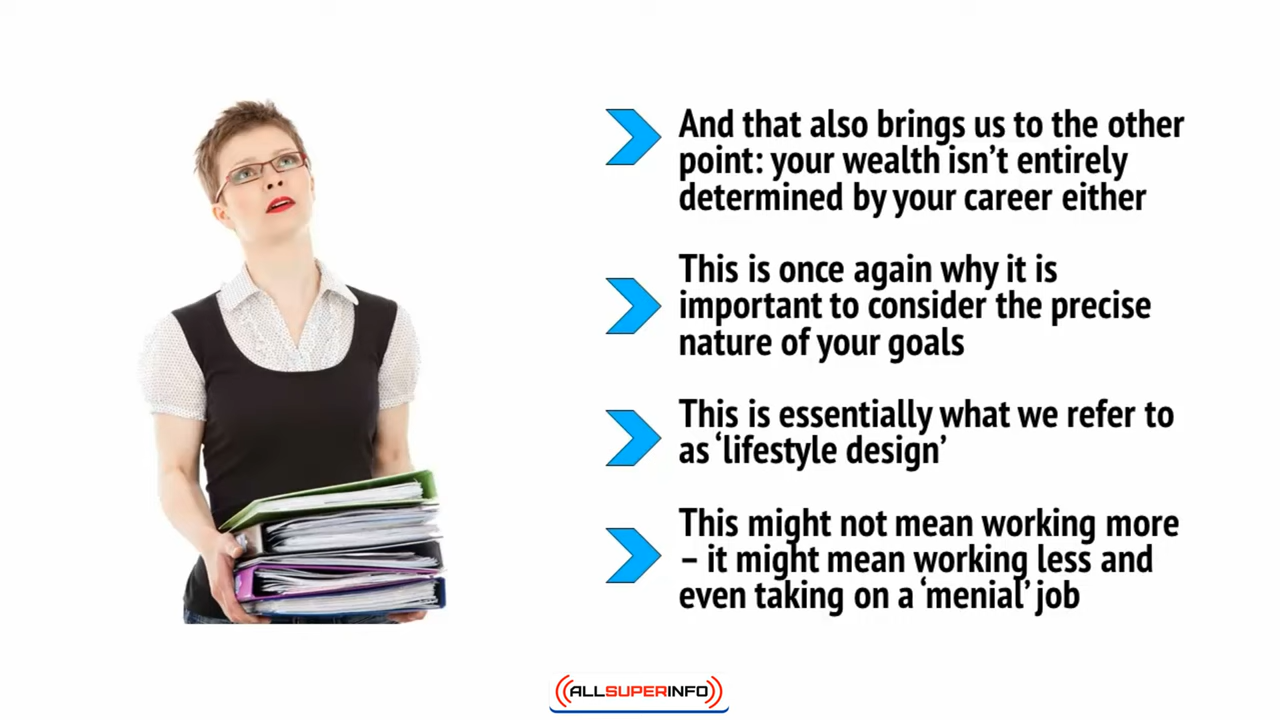 And that also brings us to the other
point: your wealth isn’t entirely
determined by your career either
This is once again why it is
important to consider the precise
nature of your goals
This is essentially what we refer to
as ‘lifestyle design’
This might not mean working more
– it might mean working less and
even taking on a ‘menial’ job
ALLSUPERINFO